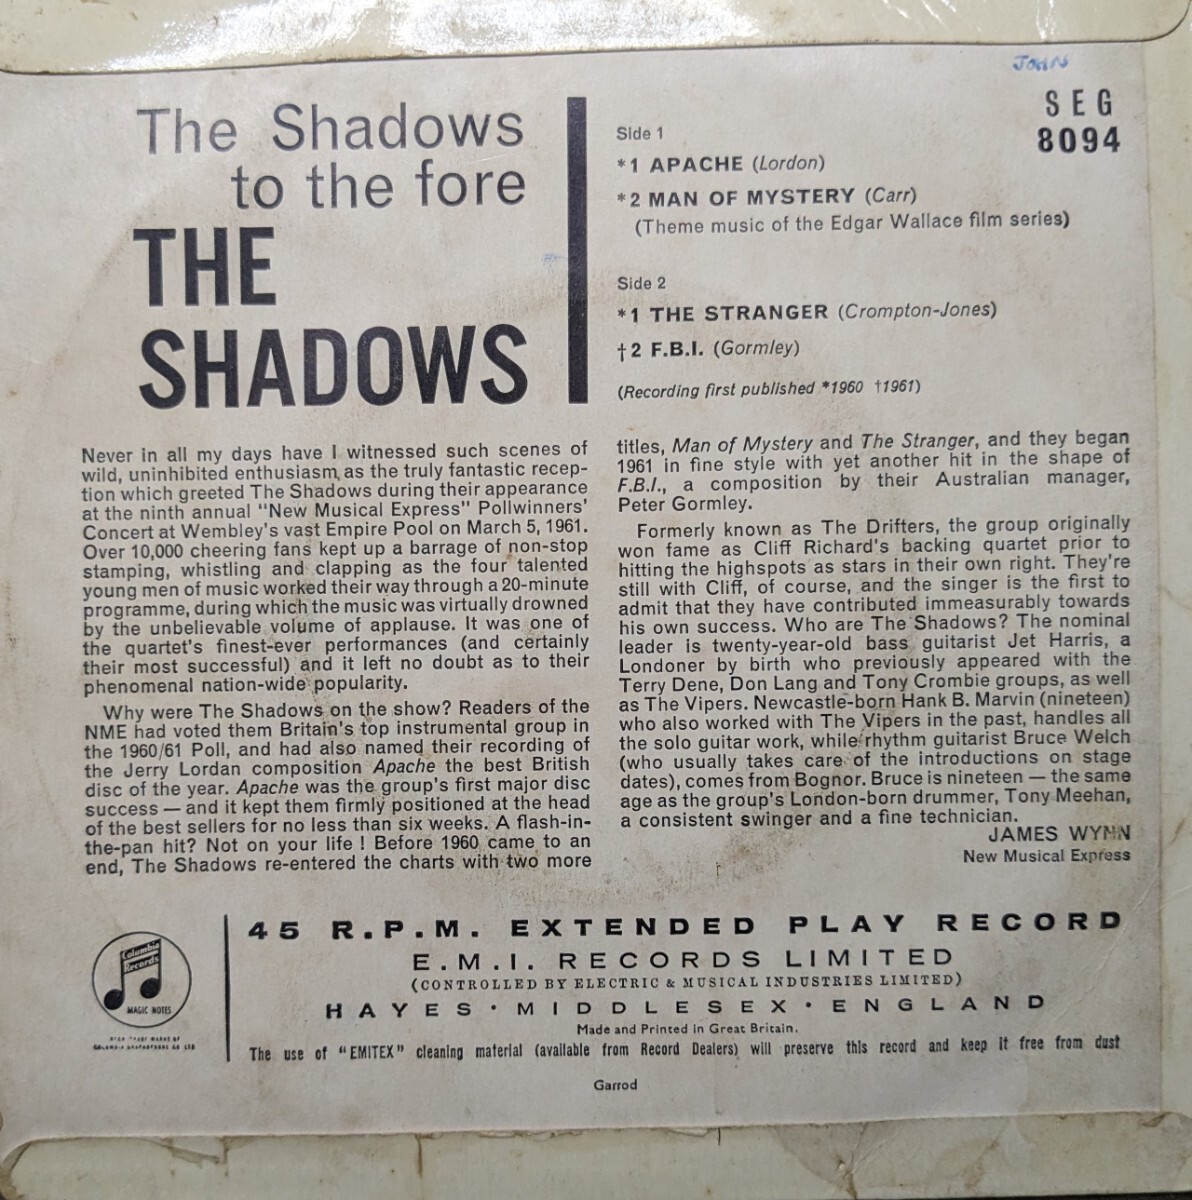 JOHN
SEG
8094
The Shadows
to the fore
THE
SHADOWS
Side 1
*1 APACHE (Lordon)
*2 MAN OF MYSTERY (Carr)
(Theme music of the Edgar Wallace film series)
Side 2
*1 THE STRANGER (Crompton-Jones)
†2 F.B.I. (Gormley)
(Recording first published *1960 †1961)
Never in all my days have I witnessed such scenes of
wild, uninhibited enthusiasm as the truly fantastic recep-
tion which greeted The Shadows during their appearance
at the ninth annual "New Musical Express" Pollwinners'
Concert at Wembley's vast Empire Pool on March 5, 1961.
Over 10,000 cheering fans kept up a barrage of non-stop
stamping, whistling and clapping as the four talented
young men of music worked their way through a 20-minute
programme, during which the music was virtually drowned
by the unbelievable volume of applause. It was one of
the quartet's finest-ever performances (and certainly
their most successful) and it left no doubt as to their
phenomenal nation-wide popularity.
Why were The Shadows on the show? Readers of the
NME had voted them Britain's top instrumental group in
the 1960/61 Poll, and had also named their recording of
the Jerry Lordan composition Apache the best British
disc of the year. Apache was the group's first major disc
success — and it kept them firmly positioned at the head
of the best sellers for no less than six weeks. A flash-in-
the-pan hit? Not on your life ! Before 1960 came to an
end, The Shadows re-entered the charts with two more
titles, Man of Mystery and The Stranger, and they began
1961 in fine style with yet another hit in the shape of
F.B.I., a composition by their Australian manager,
Peter Gormley.
Formerly known as The Drifters, the group originally
won fame as Cliff Richard's backing quartet prior to
hitting the highspots as stars in their own right. They're
still with Cliff, of course, and the singer is the first to
admit that they have contributed immeasurably towards
his own success. Who are The Shadows? The nominal
leader is twenty-year-old bass guitarist Jet Harris, a
Londoner by birth who previously appeared with the
Terry Dene, Don Lang and Tony Crombie groups, as well
as The Vipers. Newcastle-born Hank B. Marvin (nineteen)
who also worked with The Vipers in the past, handles all
the solo guitar work, while rhythm guitarist Bruce Welch
(who usually takes care of the introductions on stage
dates), comes from Bognor. Bruce is nineteen — the same
age as the group's London-born drummer, Tony Meehan,
a consistent swinger and a fine technician.
JAMES WYNN
New Musical Express
Columbia
Records
MAGIC NOTES
45 R.P.M. EXTENDED PLAY RECORD
E.M.I. RECORDS LIMITED
(CONTROLLED BY ELECTRIC & MUSICAL INDUSTRIES LIMITED)
HAYES · MIDDLESEX · ENGLAND
Made and Printed in Great Britain.
The use of "EMITEX" cleaning material (available from Record Dealers) will preserve this record and keep it free from dust
Garrod